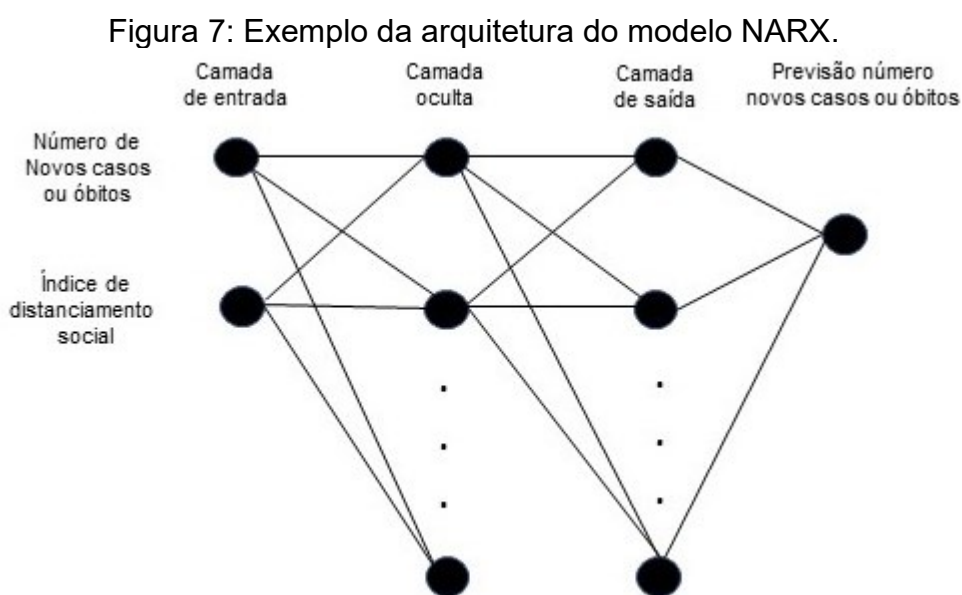 Figura 7: Exemplo da arquitetura do modelo NARX.
Camada
de entrada
Camada
oculta
Camada
de saída
Previsão número
novos casos ou óbitos
Número de
Novos casos
ou óbitos
Índice de
distanciamento
social